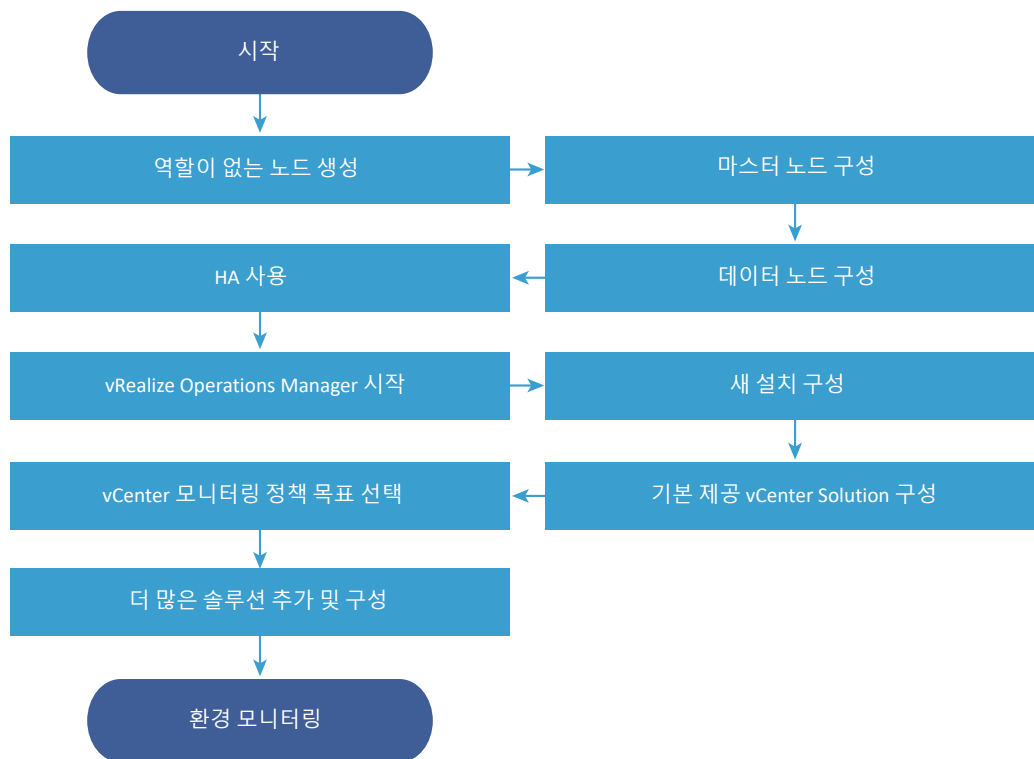 시작
역할이 없는 노드 생성
마스터 노드 구성
데이터 노드 구성
HA 사용
vRealize Operations Manager 시작
새 설치 구성
기본 제공 vCenter Solution 구성
vCenter 모니터링 정책 목표 선택
더 많은 솔루션 추가 및 구성
환경 모니터링